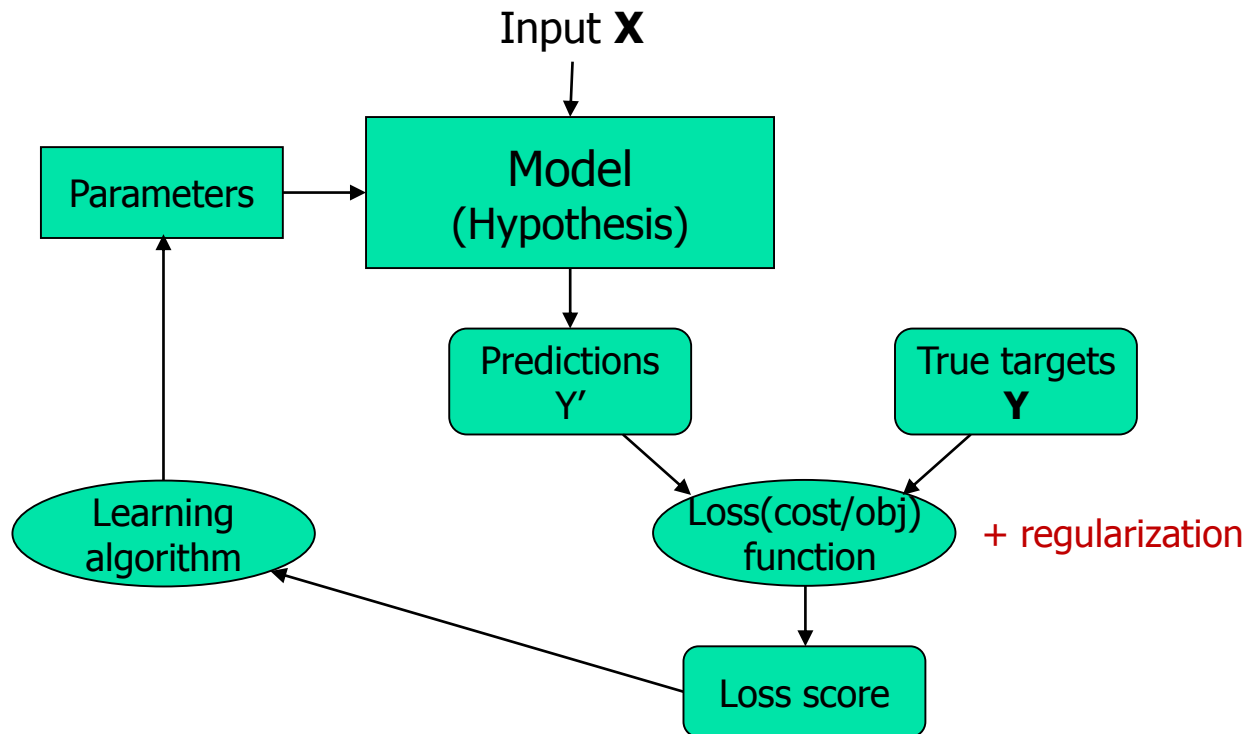 Input X
Model
(Hypothesis)
Parameters
Predictions
Y’
True targets
Y
Loss(cost/obj)
function
+ regularization
Learning
algorithm
Loss score